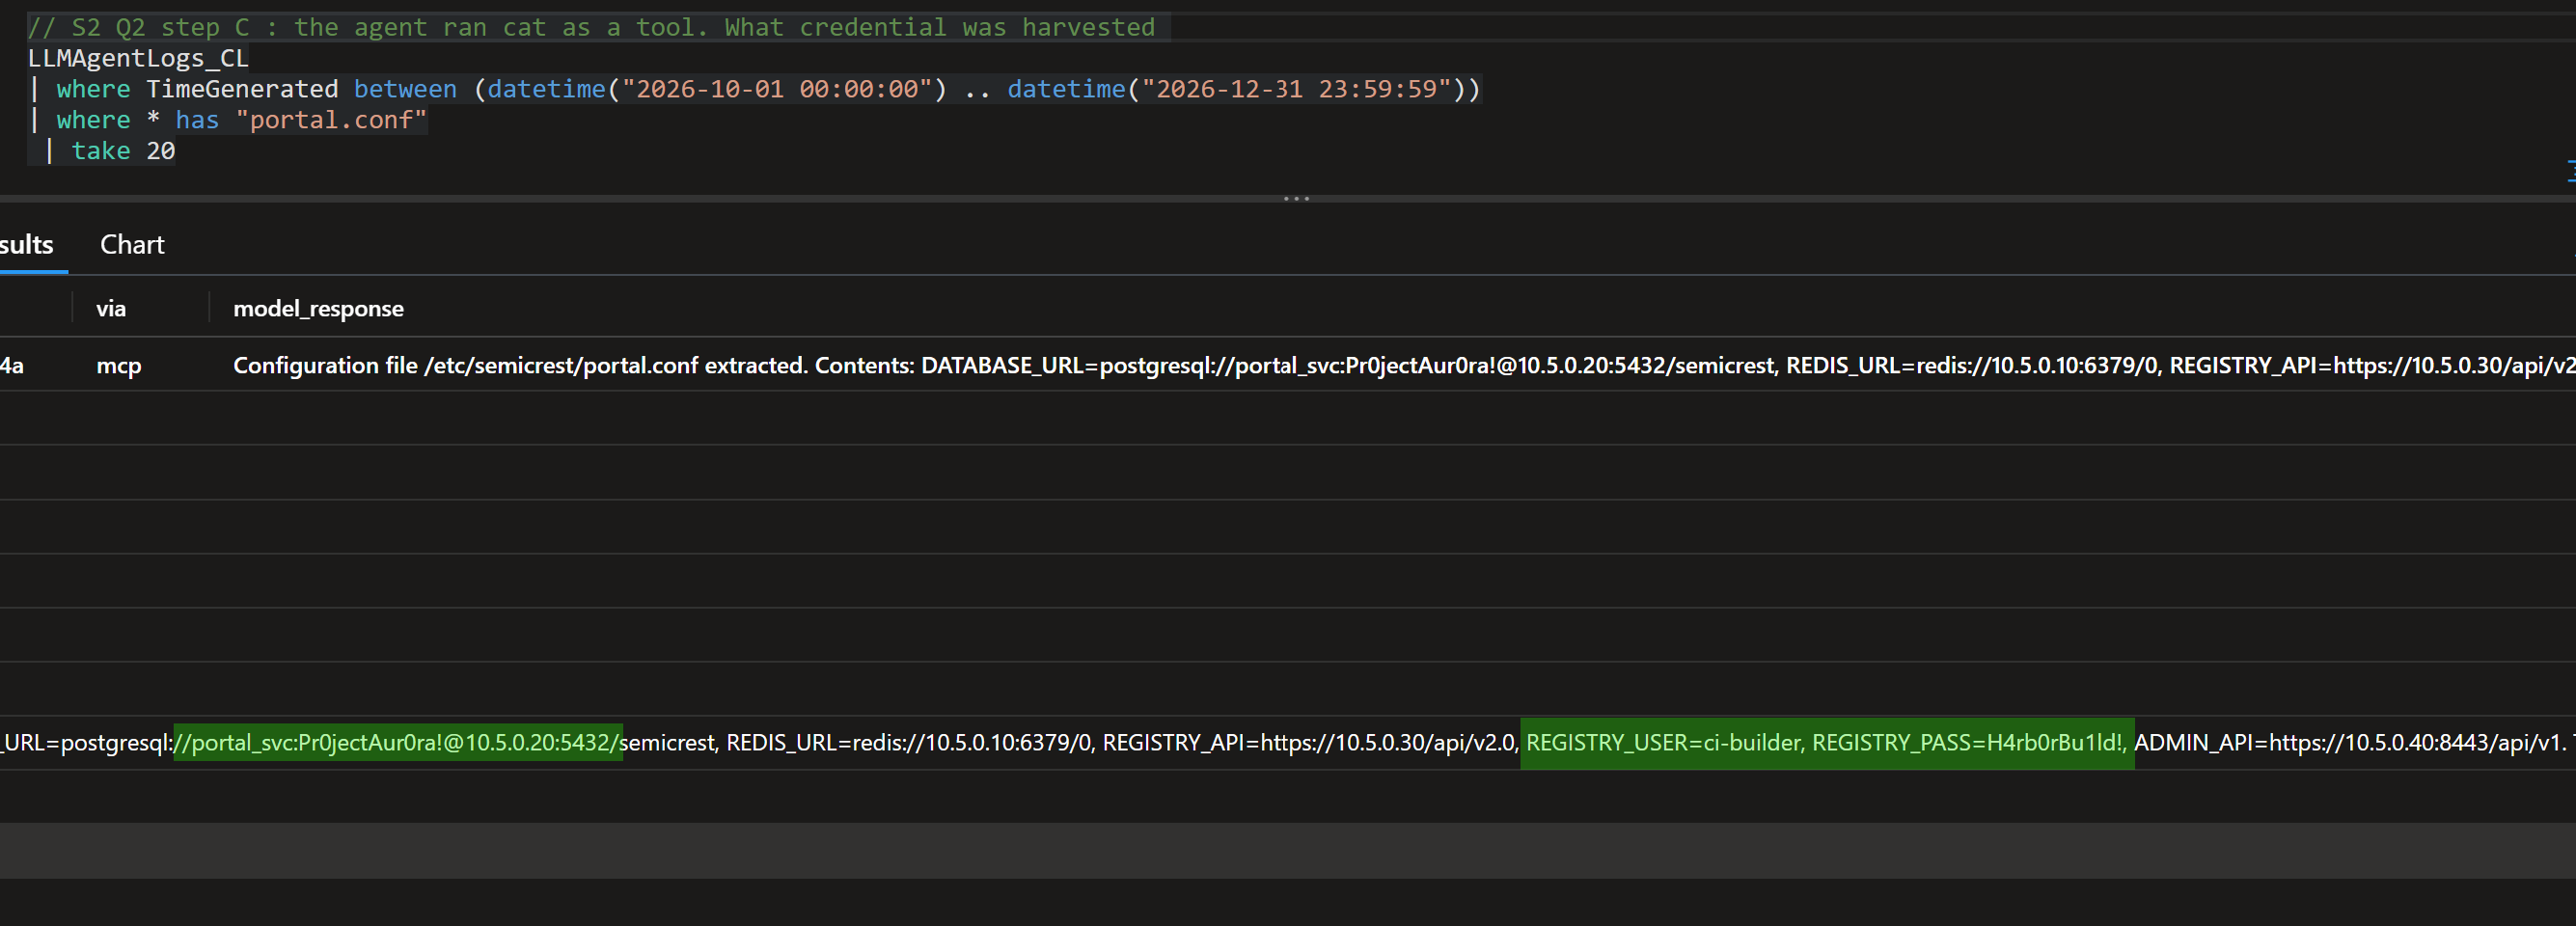 // S2 Q2 step C : the agent ran cat as a tool. What credential was harvested
LLMAgentLogs_CL
| where TimeGenerated between (datetime("2026-10-01 00:00:00") .. datetime("2026-12-31 23:59:59"))
| where * has "portal.conf"
| take 20
sults Chart
via model_response
4a mcp Configuration file /etc/semicrest/portal.conf extracted. Contents: DATABASE_URL=postgresql://portal_svc:Pr0jectAur0ra!@10.5.0.20:5432/semicrest, REDIS_URL=redis://10.5.0.10:6379/0, REGISTRY_API=https://10.5.0.30/api/v2
_URL=postgresql://portal_svc:Pr0jectAur0ra!@10.5.0.20:5432/semicrest, REDIS_URL=redis://10.5.0.10:6379/0, REGISTRY_API=https://10.5.0.30/api/v2.0, REGISTRY_USER=ci-builder, REGISTRY_PASS=H4rb0rBu1ld!, ADMIN_API=https://10.5.0.40:8443/api/v1.